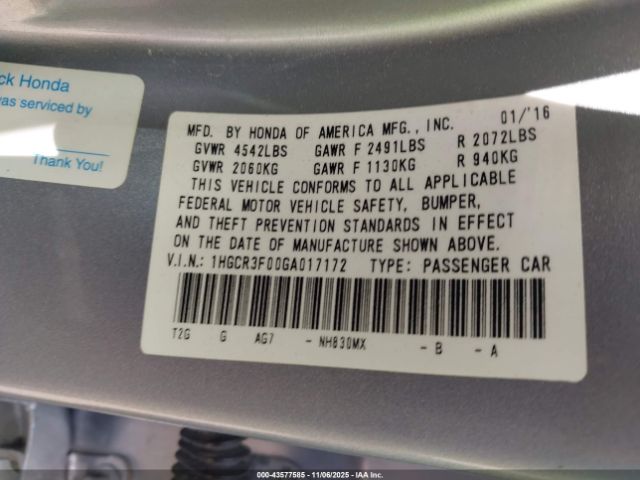 ck Honda
was serviced by
Thank You!
MFD. BY HONDA OF AMERICA MFG., INC. 01/'16
GVWR 4542LBS GAWR F 2491LBS R 2072LBS
GVWR 2060KG GAWR F 1130KG R 940KG
THIS VEHICLE CONFORMS TO ALL APPLICABLE
FEDERAL MOTOR VEHICLE SAFETY, BUMPER,
AND THEFT PREVENTION STANDARDS IN EFFECT
ON THE DATE OF MANUFACTURE SHOWN ABOVE.
V.I.N.: 1HGCR3F00GA017172 TYPE: PASSENGER CAR
T2G G AG7 - NH830MX - B - A
000-43577585 - 11/06/2025 - IAA Inc.